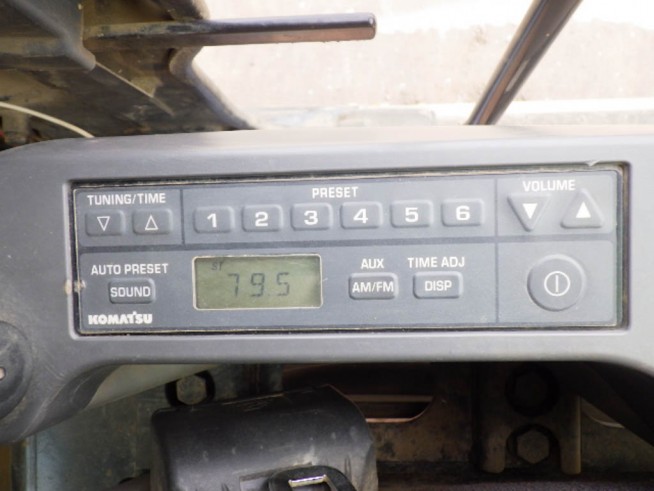 TUNING/TIME PRESET VOLUME
1 2 3 4 5 6
AUTO PRESET AUX TIME ADJ
SOUND 79.5 AM/FM DISP
KOMATSU